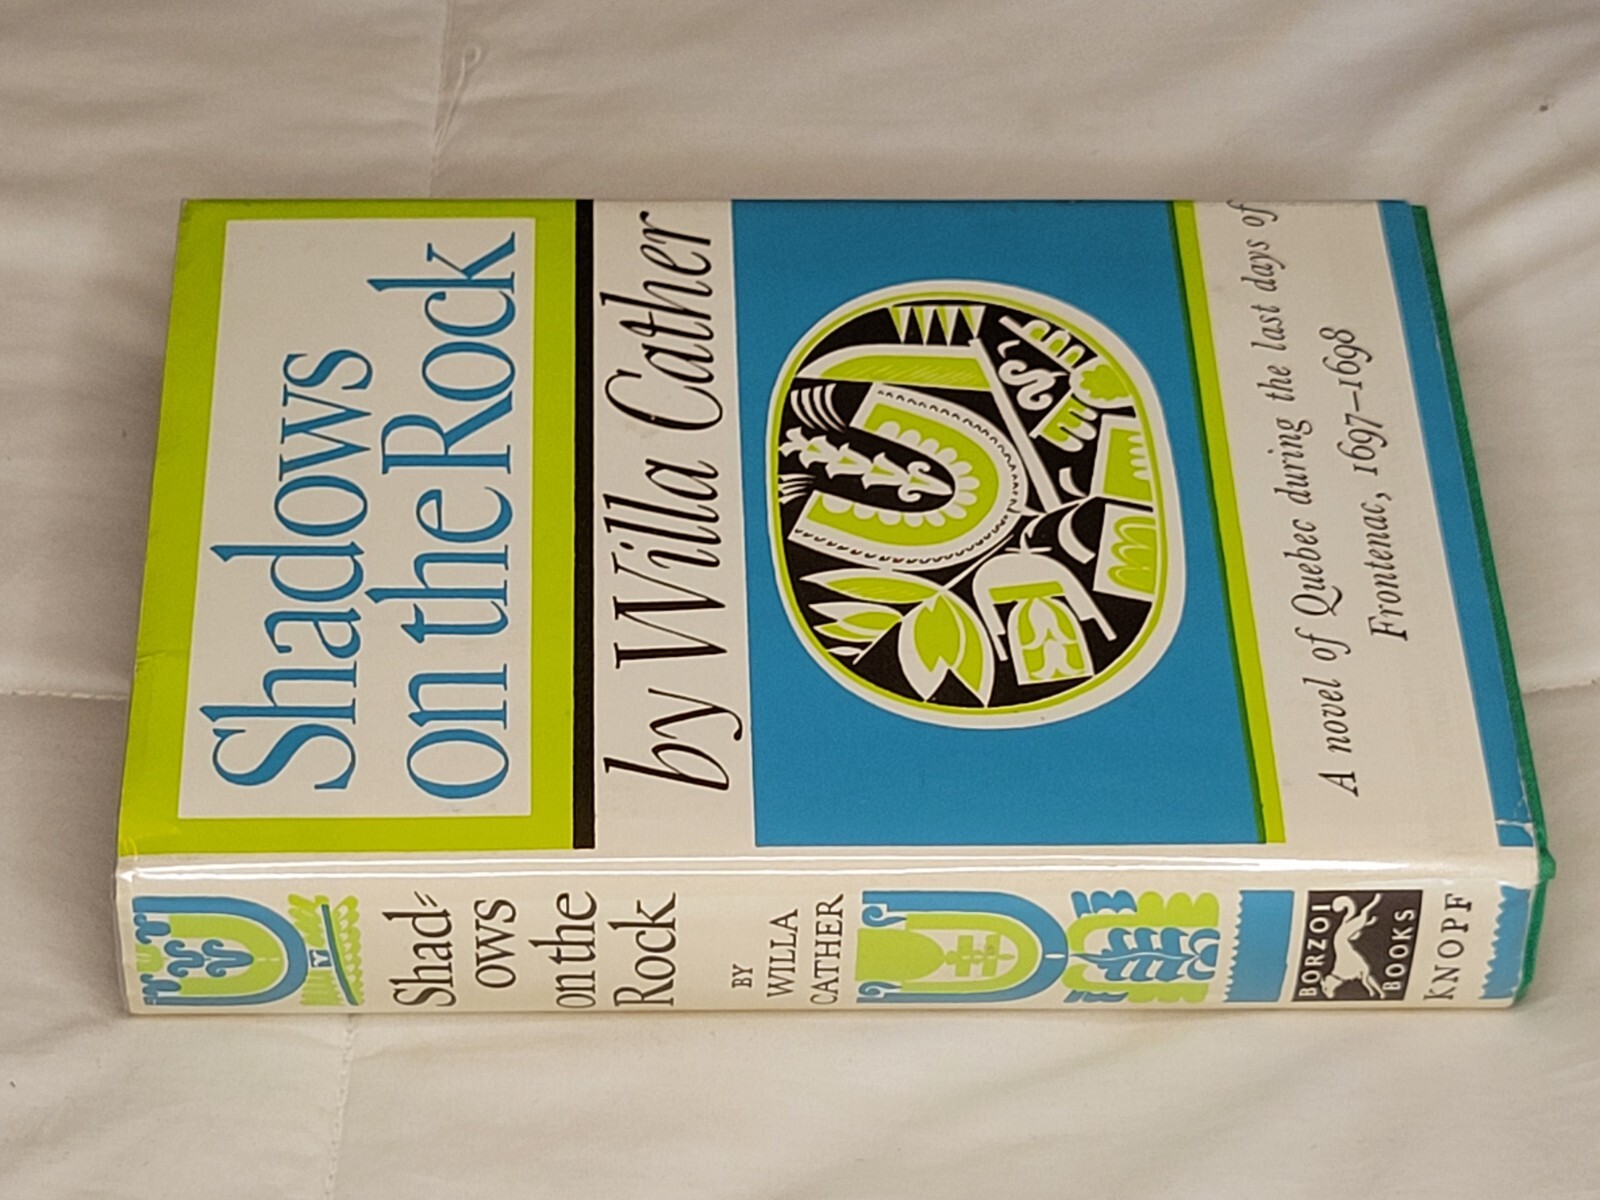 Shadows
on the Rock
by Willa Cather
A novel of Quebec during the last days of
Frontenac, 1697–1698
Shad-
ows
on the
Rock
BY
WILLA
CATHER
BORZOI
BOOKS
KNOPF